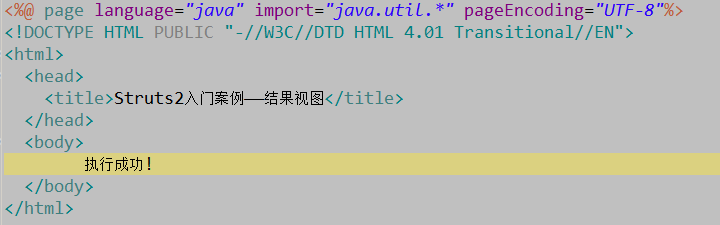 <%@ page language="java" import="java.util.*" pageEncoding="UTF-8"%>
<!DOCTYPE HTML PUBLIC "-//W3C//DTD HTML 4.01 Transitional//EN">
<html>
  <head>
    <title>Struts2入门案例——结果视图</title>
  </head>
  <body>
        执行成功！
  </body>
</html>